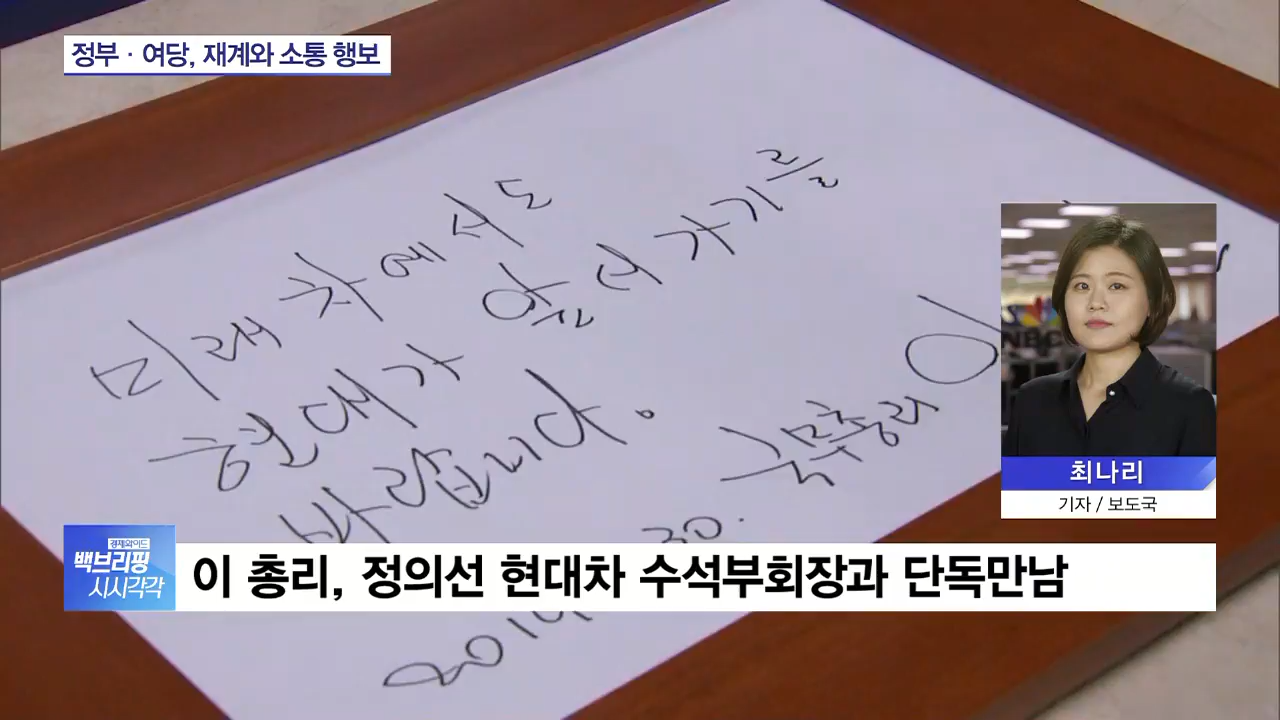 정부 · 여당, 재계와 소통 행보
미래 차에서도
현대가 앞서 가기를
바랍니다.
30.
국무총리 이
최나리
기자 / 보도국
경제와이드
백브리핑
시시각각
이 총리, 정의선 현대차 수석부회장과 단독만남